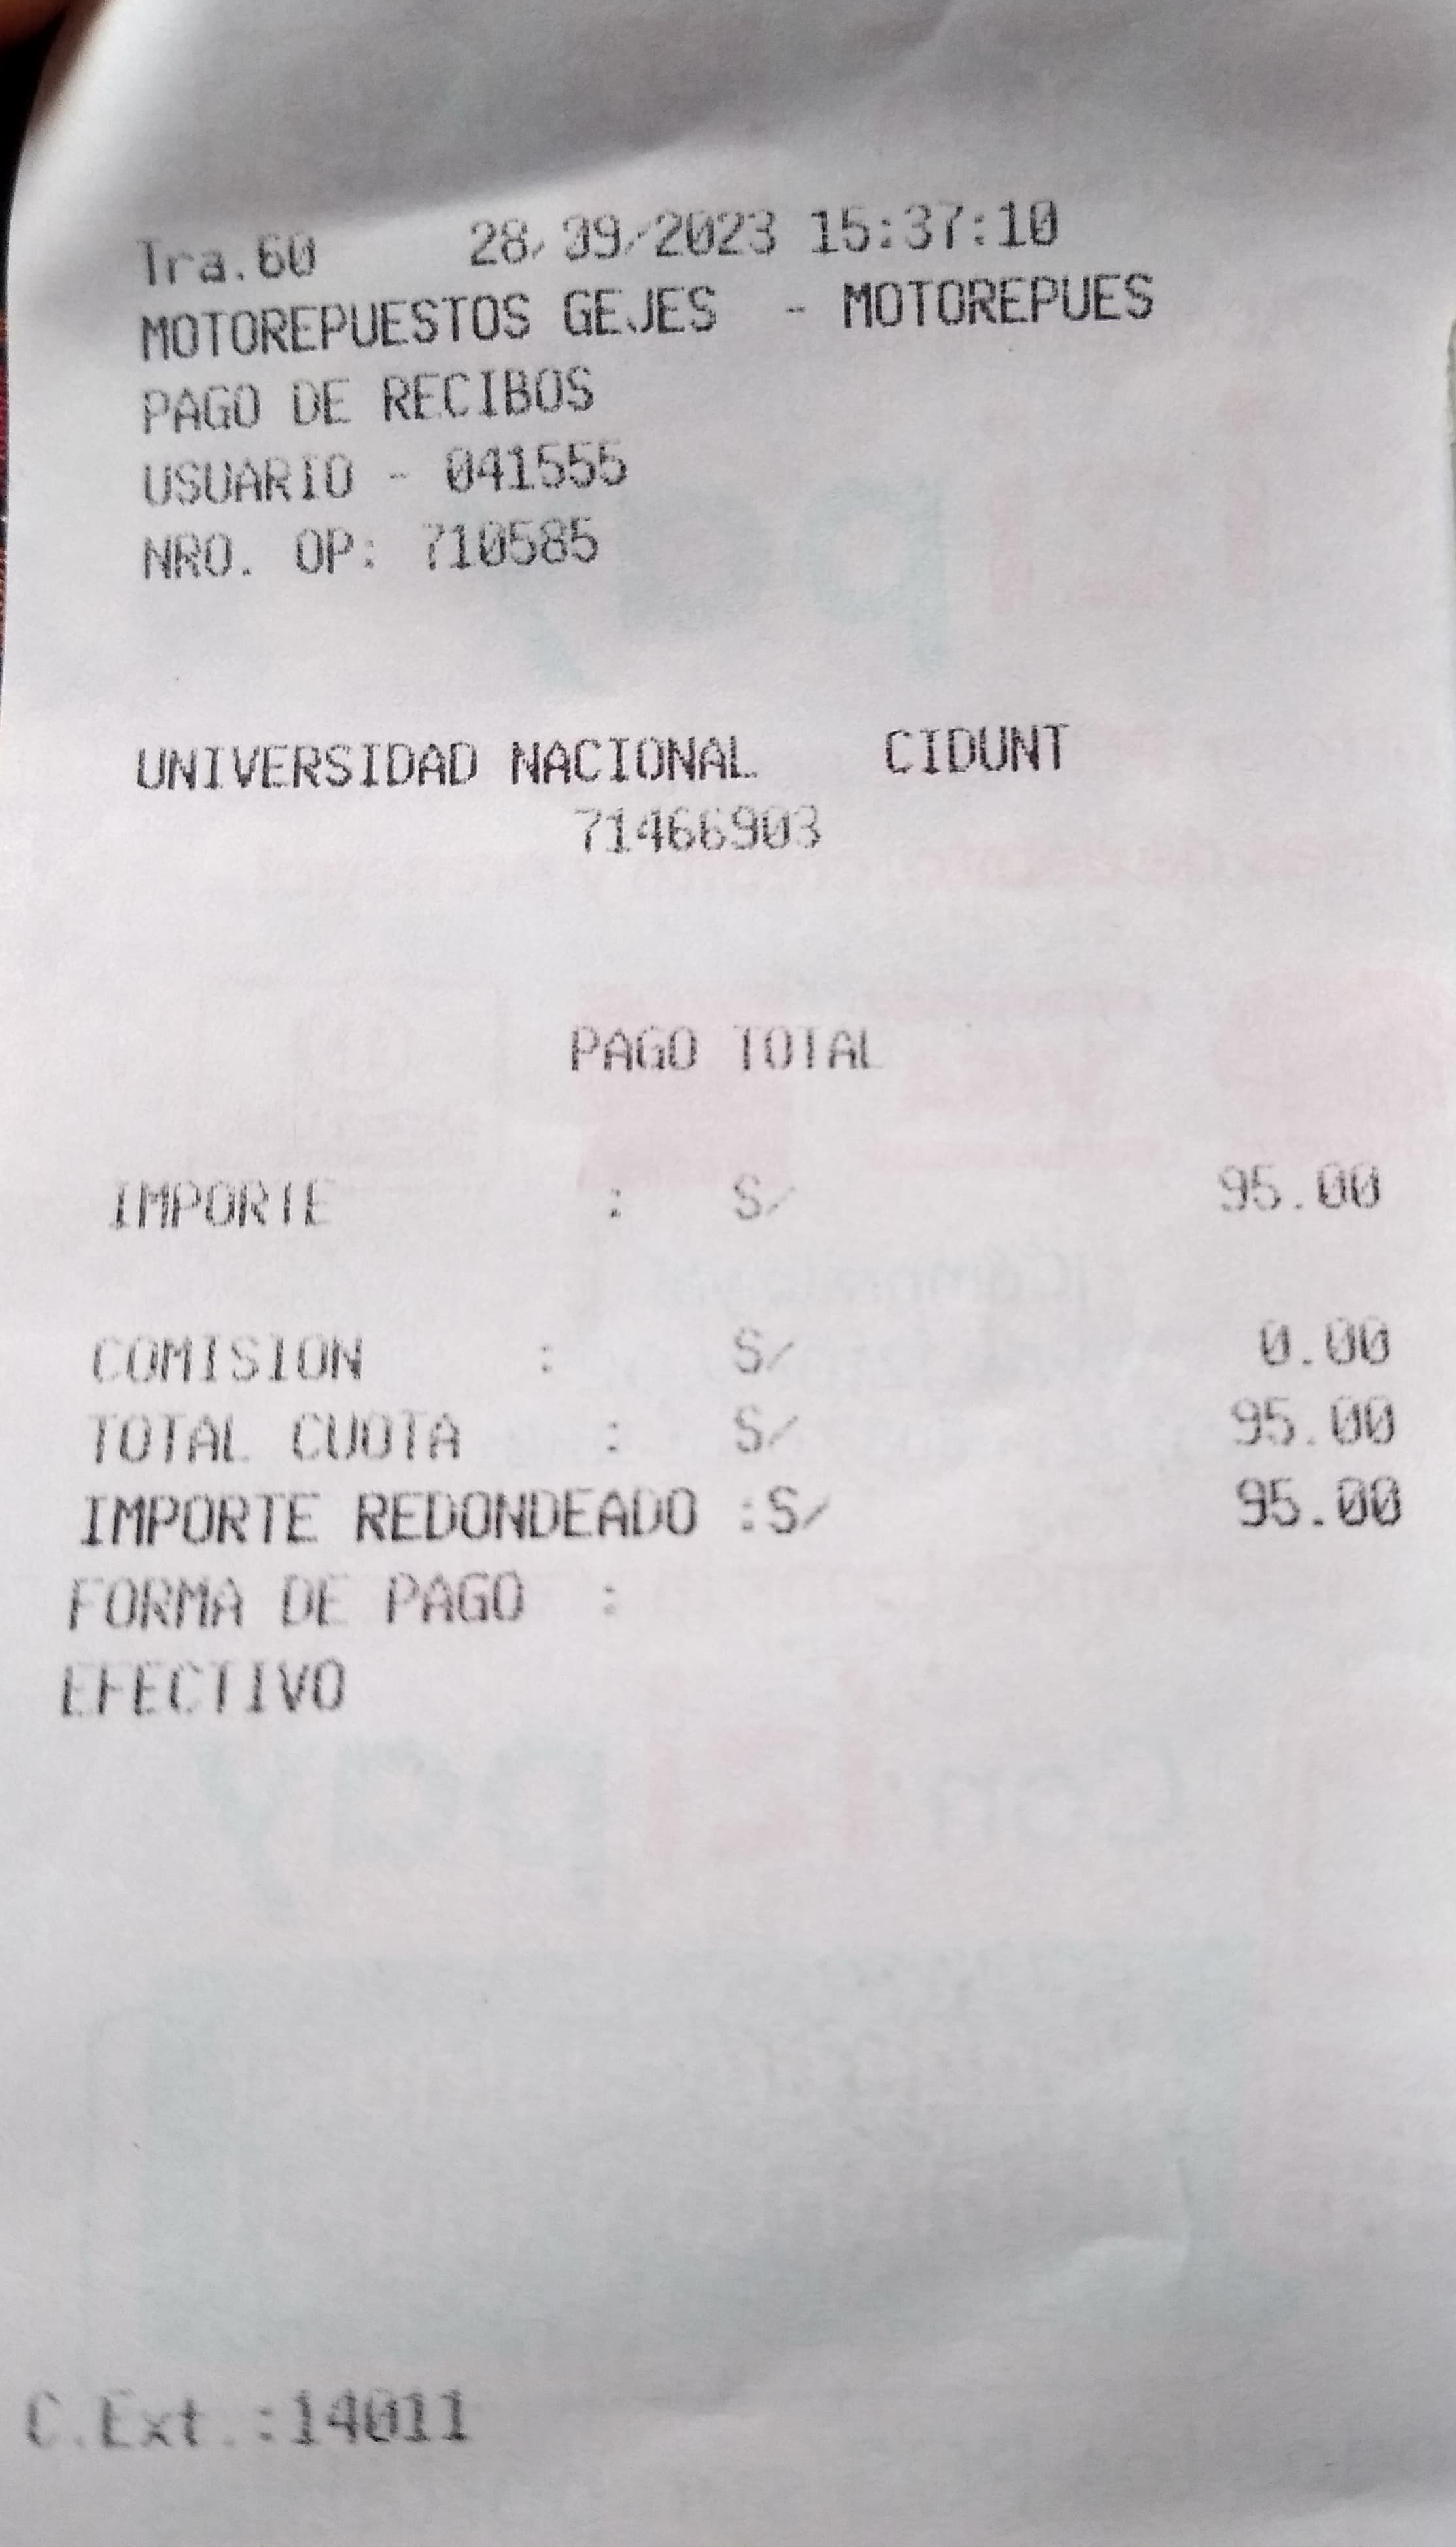 Tra.60 28/09/2023 15:37:10
MOTOREPUESTOS GEJES - MOTOREPUES
PAGO DE RECIBOS
USUARIO - 041555
NRO. OP: 710585
UNIVERSIDAD NACIONAL CIDUNT
71466903
PAGO TOTAL
IMPORTE : S/ 95.00
COMISION : S/ 0.00
TOTAL CUOTA : S/ 95.00
IMPORTE REDONDEADO :S/ 95.00
FORMA DE PAGO :
EFECTIVO
C.Ext.:14011